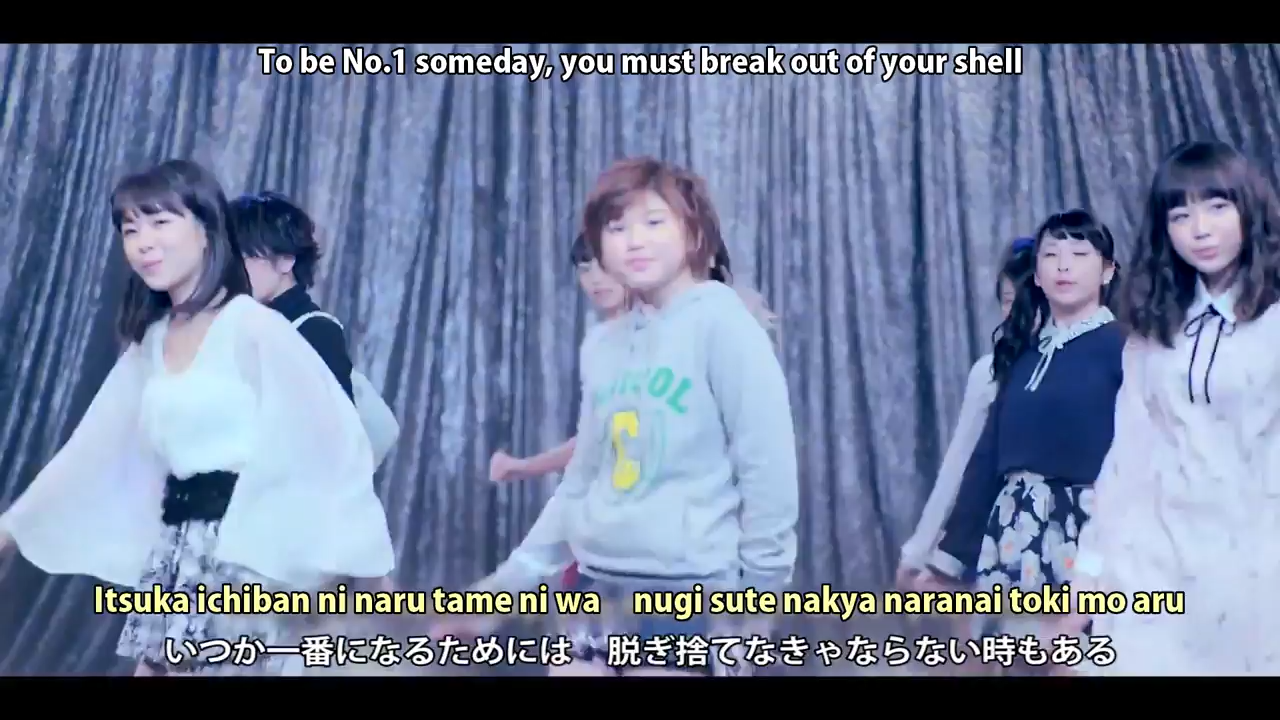 To be No.1 someday, you must break out of your shell
Itsuka ichiban ni naru tame ni wa nugi sute nakya naranai toki mo aru
いつか一番になるためには 脱ぎ捨てなきゃならない時もある